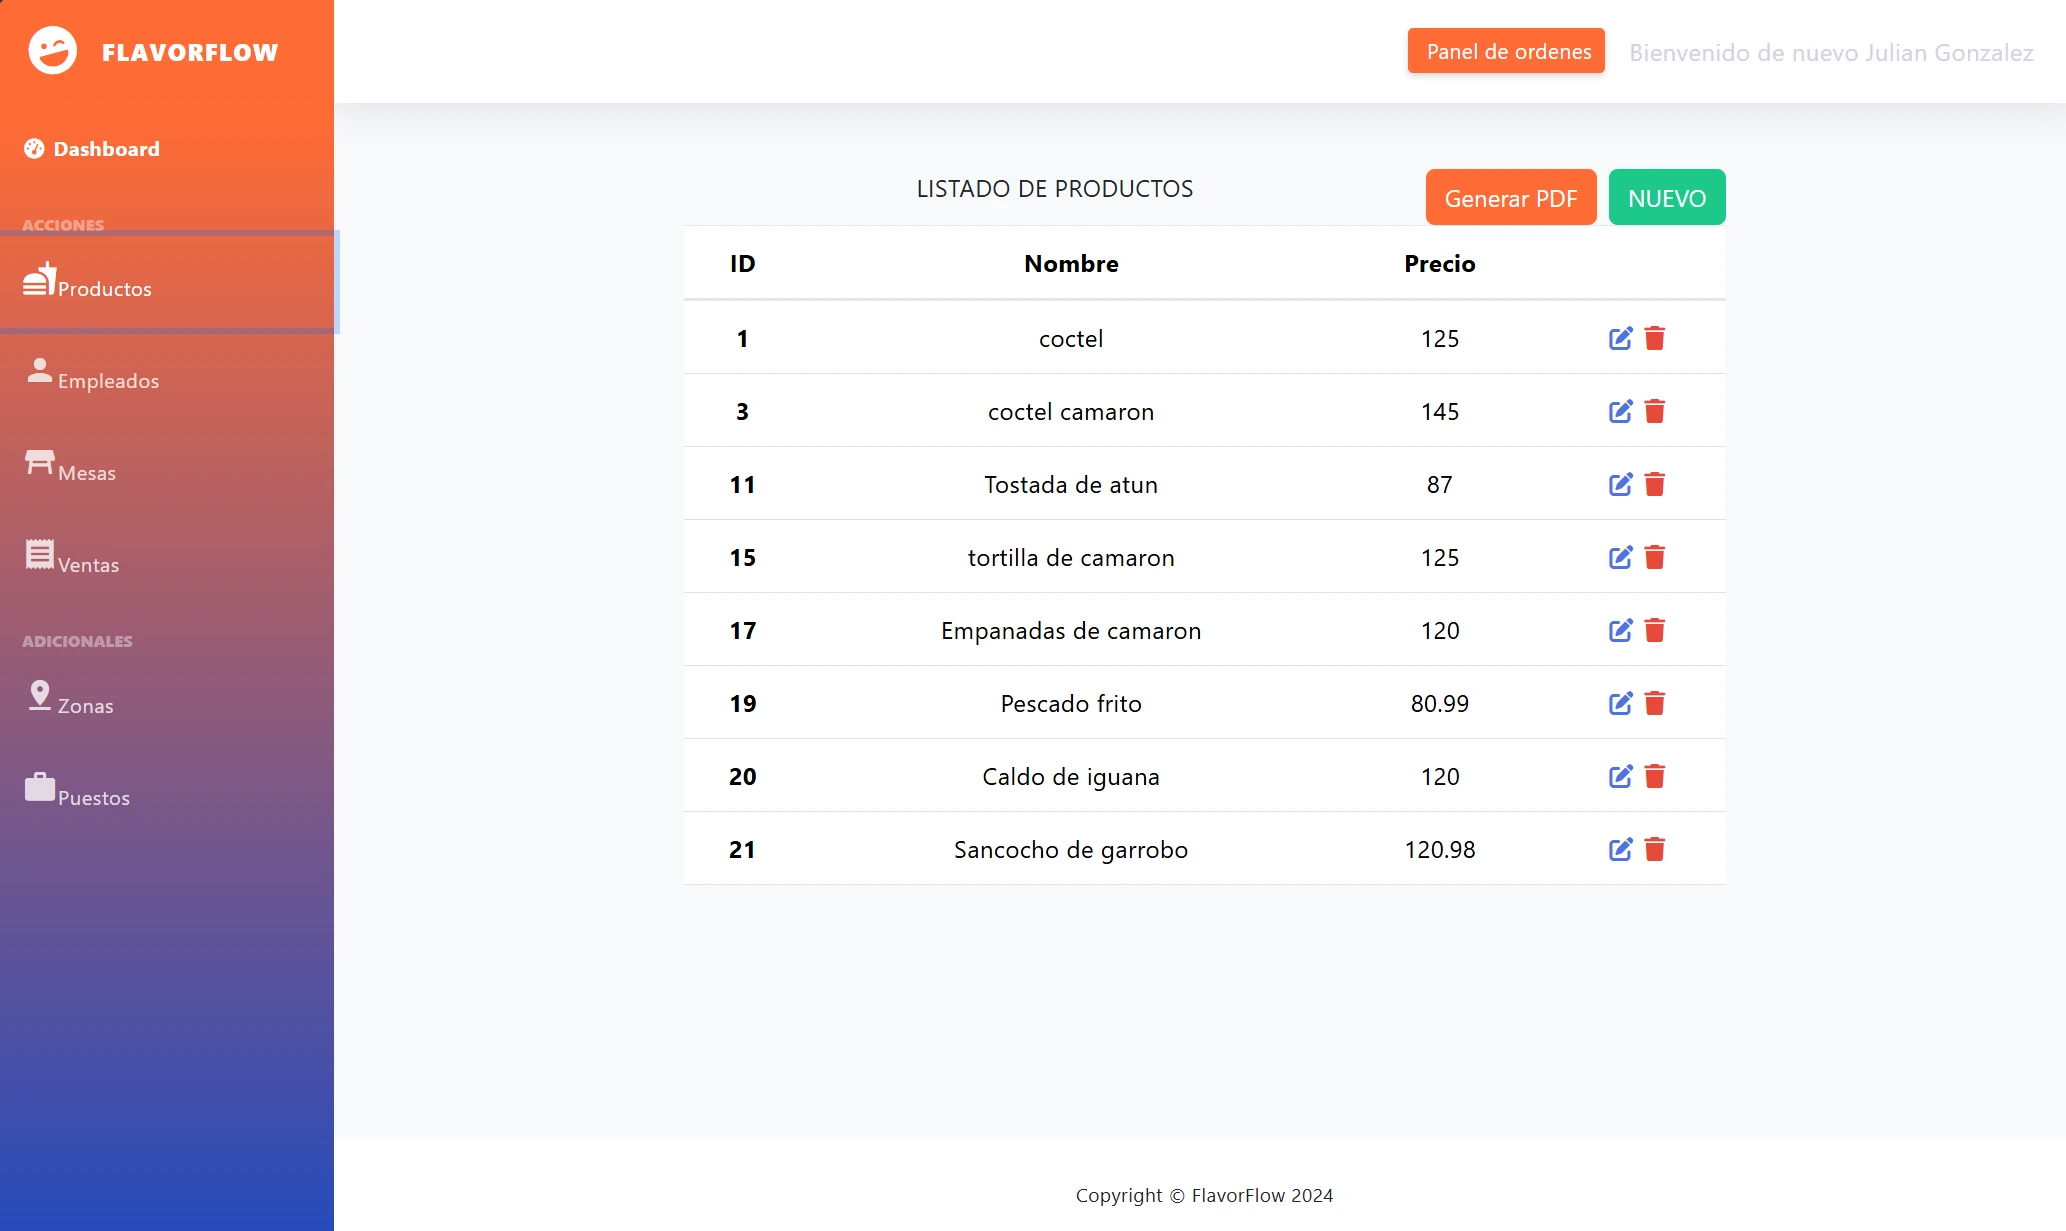 FLAVORFLOW
Panel de ordenes Bienvenido de nuevo Julian Gonzalez
Dashboard
ACCIONES
Productos
Empleados
Mesas
Ventas
ADICIONALES
Zonas
Puestos
LISTADO DE PRODUCTOS Generar PDF NUEVO
ID Nombre Precio
1 coctel 125
3 coctel camaron 145
11 Tostada de atun 87
15 tortilla de camaron 125
17 Empanadas de camaron 120
19 Pescado frito 80.99
20 Caldo de iguana 120
21 Sancocho de garrobo 120.98
Copyright © FlavorFlow 2024